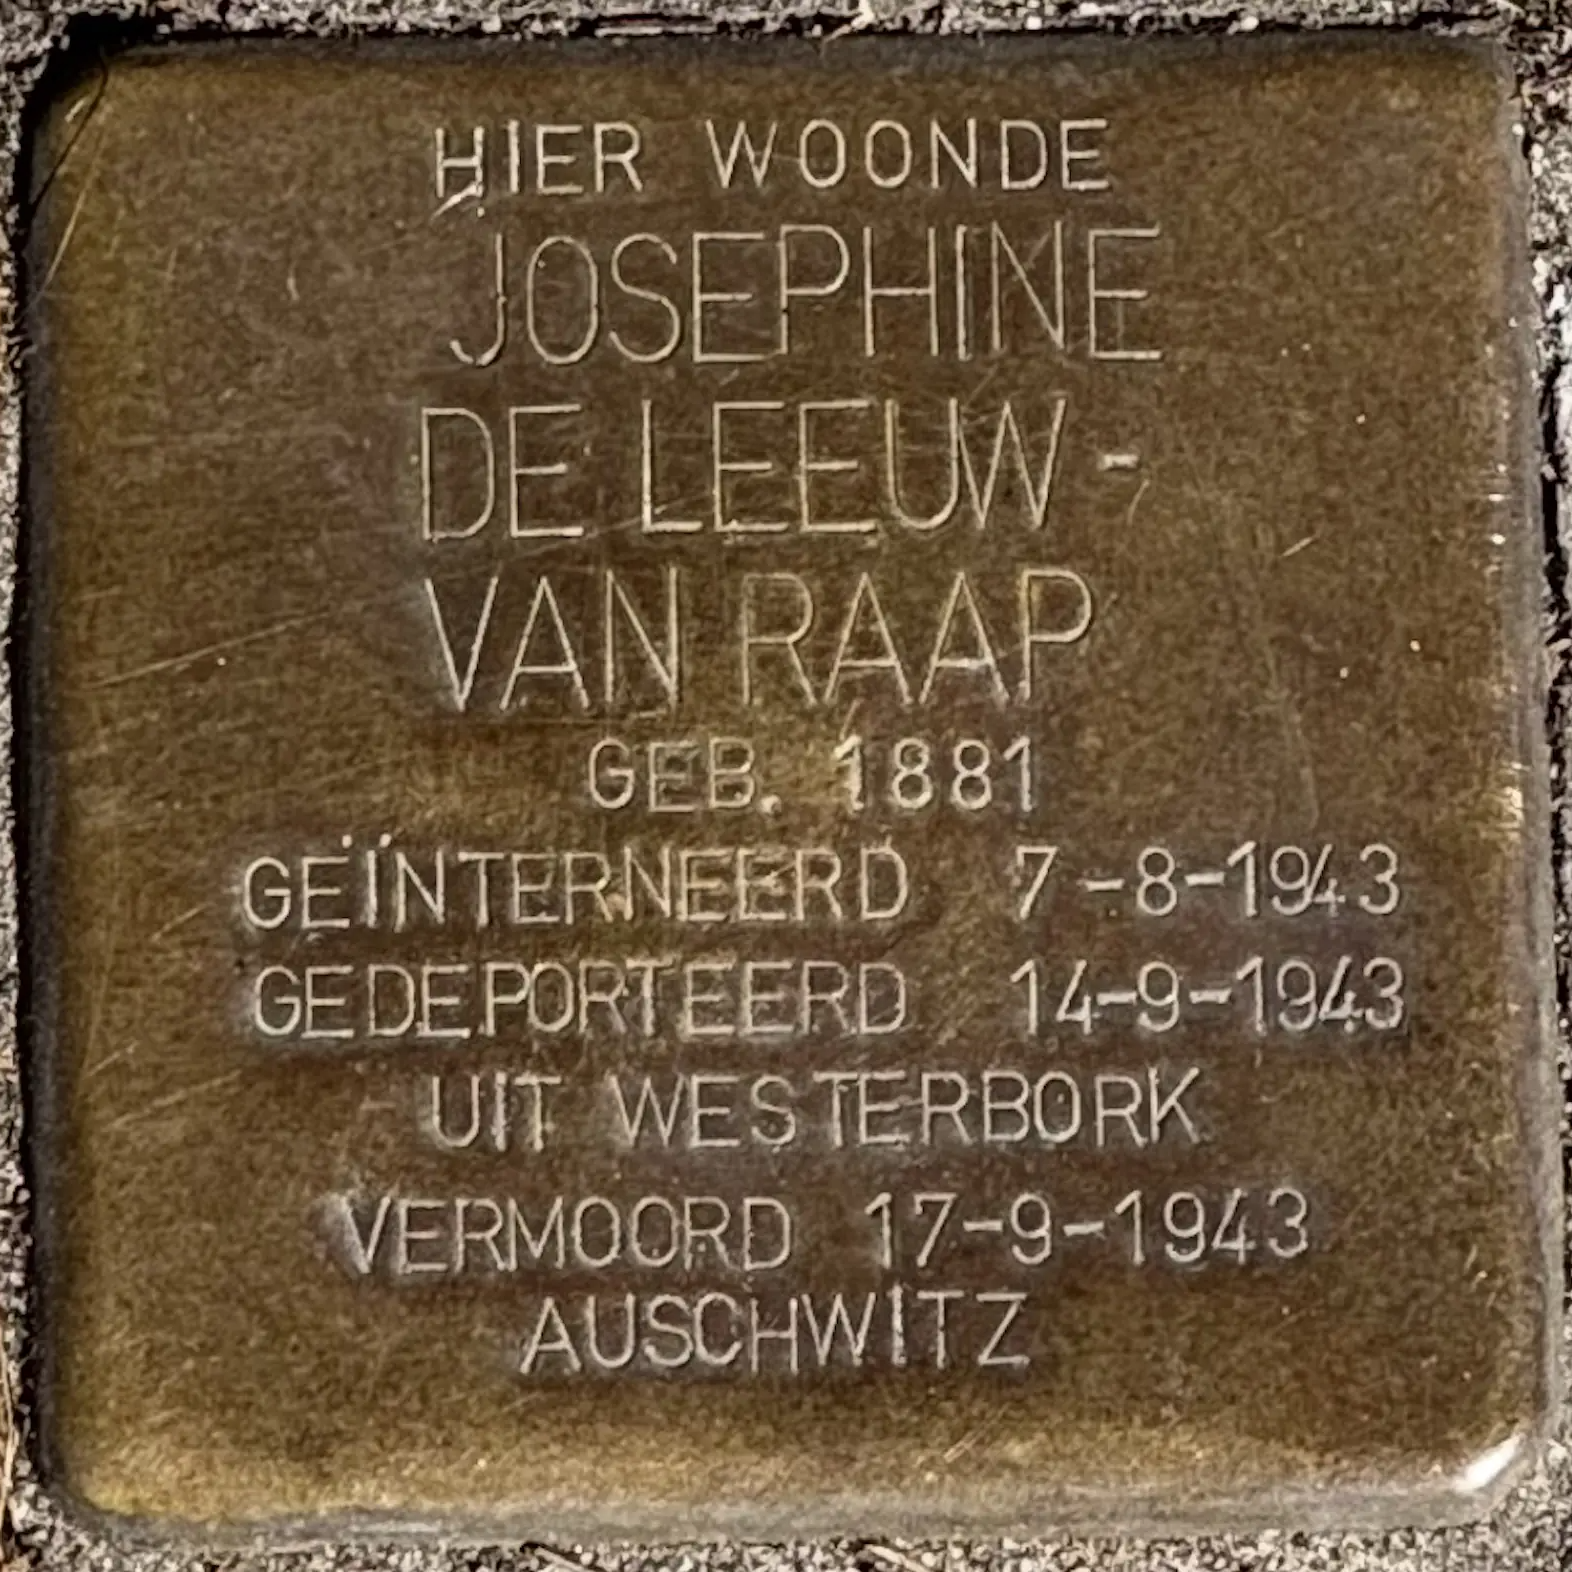 HIER WOONDE
JOSEPHINE
DE LEEUW -
VAN RAAP
GEB. 1881
GEÏNTERNEERD 7-8-1943
GEDEPORTEERD 14-9-1943
UIT WESTERBORK
VERMOORD 17-9-1943
AUSCHWITZ